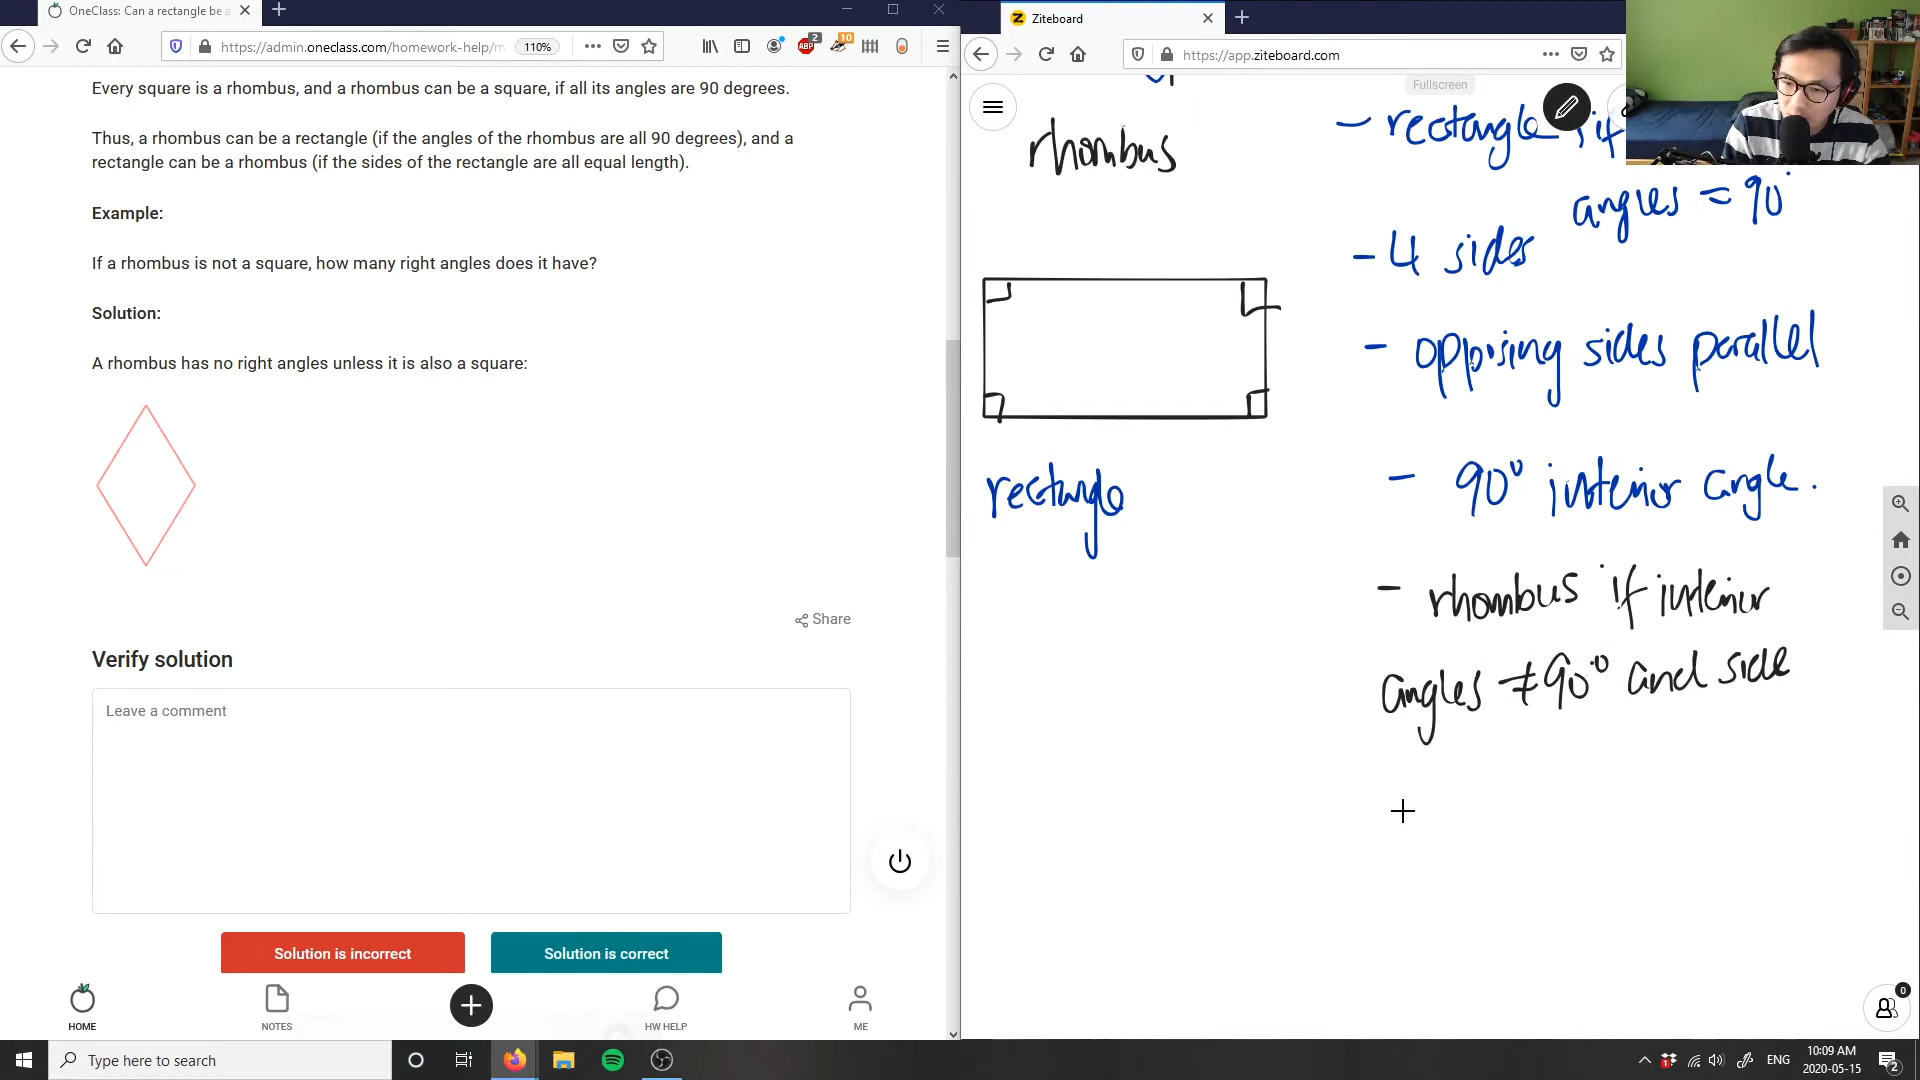 OneClass: Can a rectangle be a
Ziteboard
https://admin.oneclass.com/homework-help/m
110%
2
10
https://app.ziteboard.com
Every square is a rhombus, and a rhombus can be a square, if all its angles are 90 degrees.
Thus, a rhombus can be a rectangle (if the angles of the rhombus are all 90 degrees), and a
rectangle can be a rhombus (if the sides of the rectangle are all equal length).
Example:
If a rhombus is not a square, how many right angles does it have?
Solution:
A rhombus has no right angles unless it is also a square:
Share
Verify solution
Leave a comment
Solution is incorrect
Solution is correct
HOME
NOTES
HW HELP
ME
Fullscreen
rhombus
- rectangle if
angles = 90°
- 4 sides
- opposing sides parallel
- 90° interior angle.
rectangle
- rhombus if interior
angles ≠ 90° and side
0
Type here to search
ENG
10:09 AM
2020-05-15
2